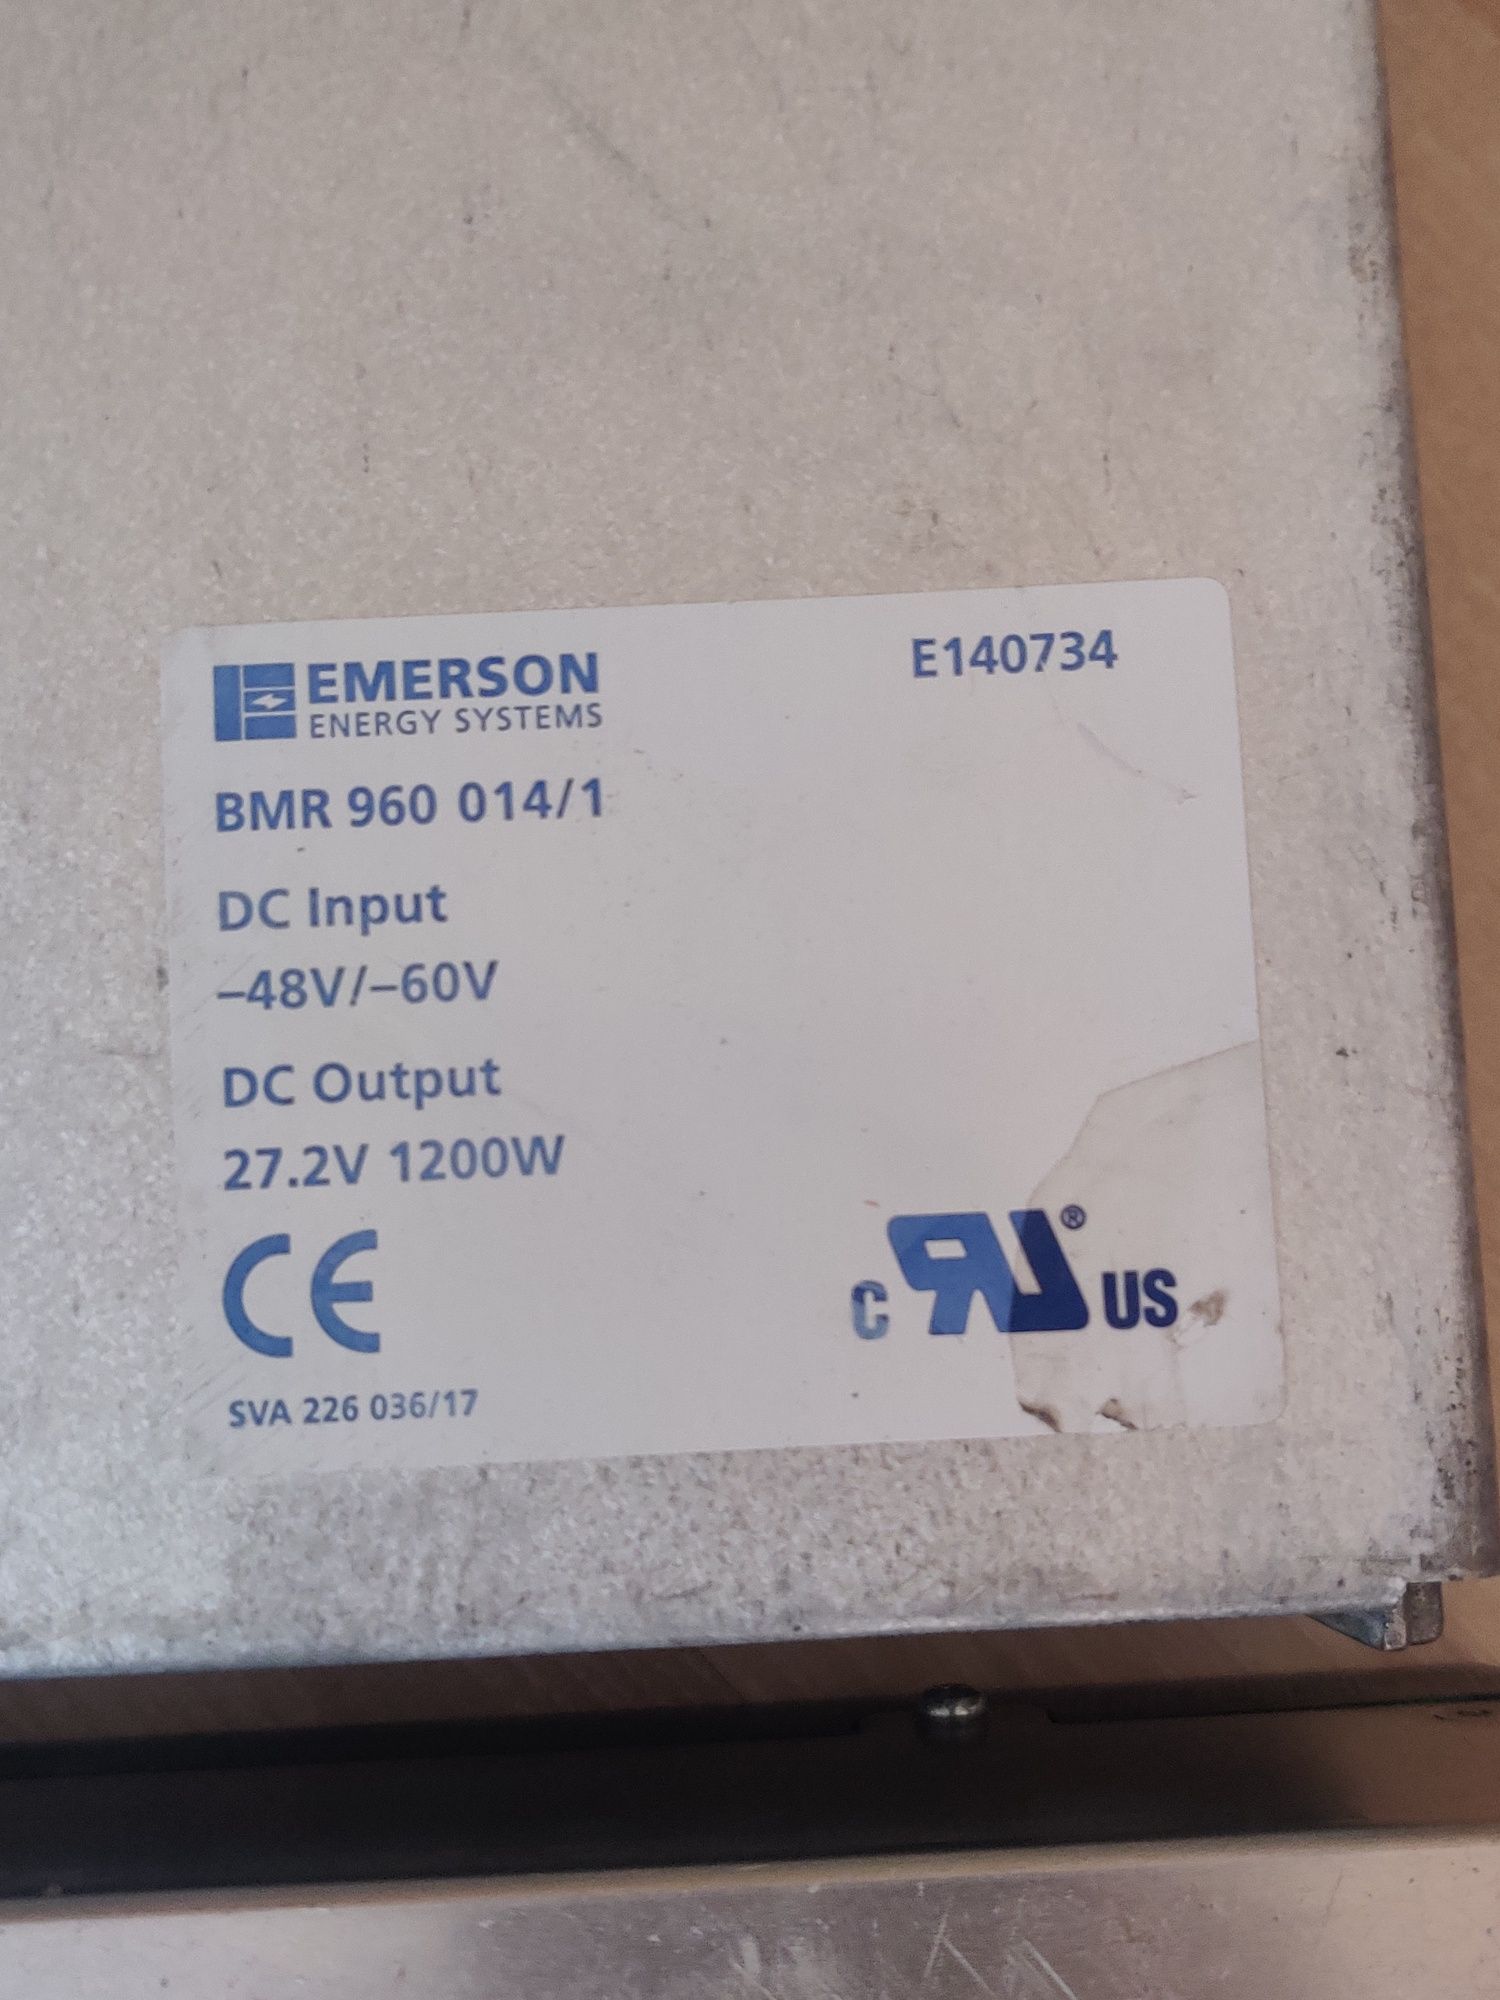 EMERSON
ENERGY SYSTEMS
E140734
BMR 960 014/1
DC Input
–48V/–60V
DC Output
27.2V 1200W
CE
c RU ® US
SVA 226 036/17